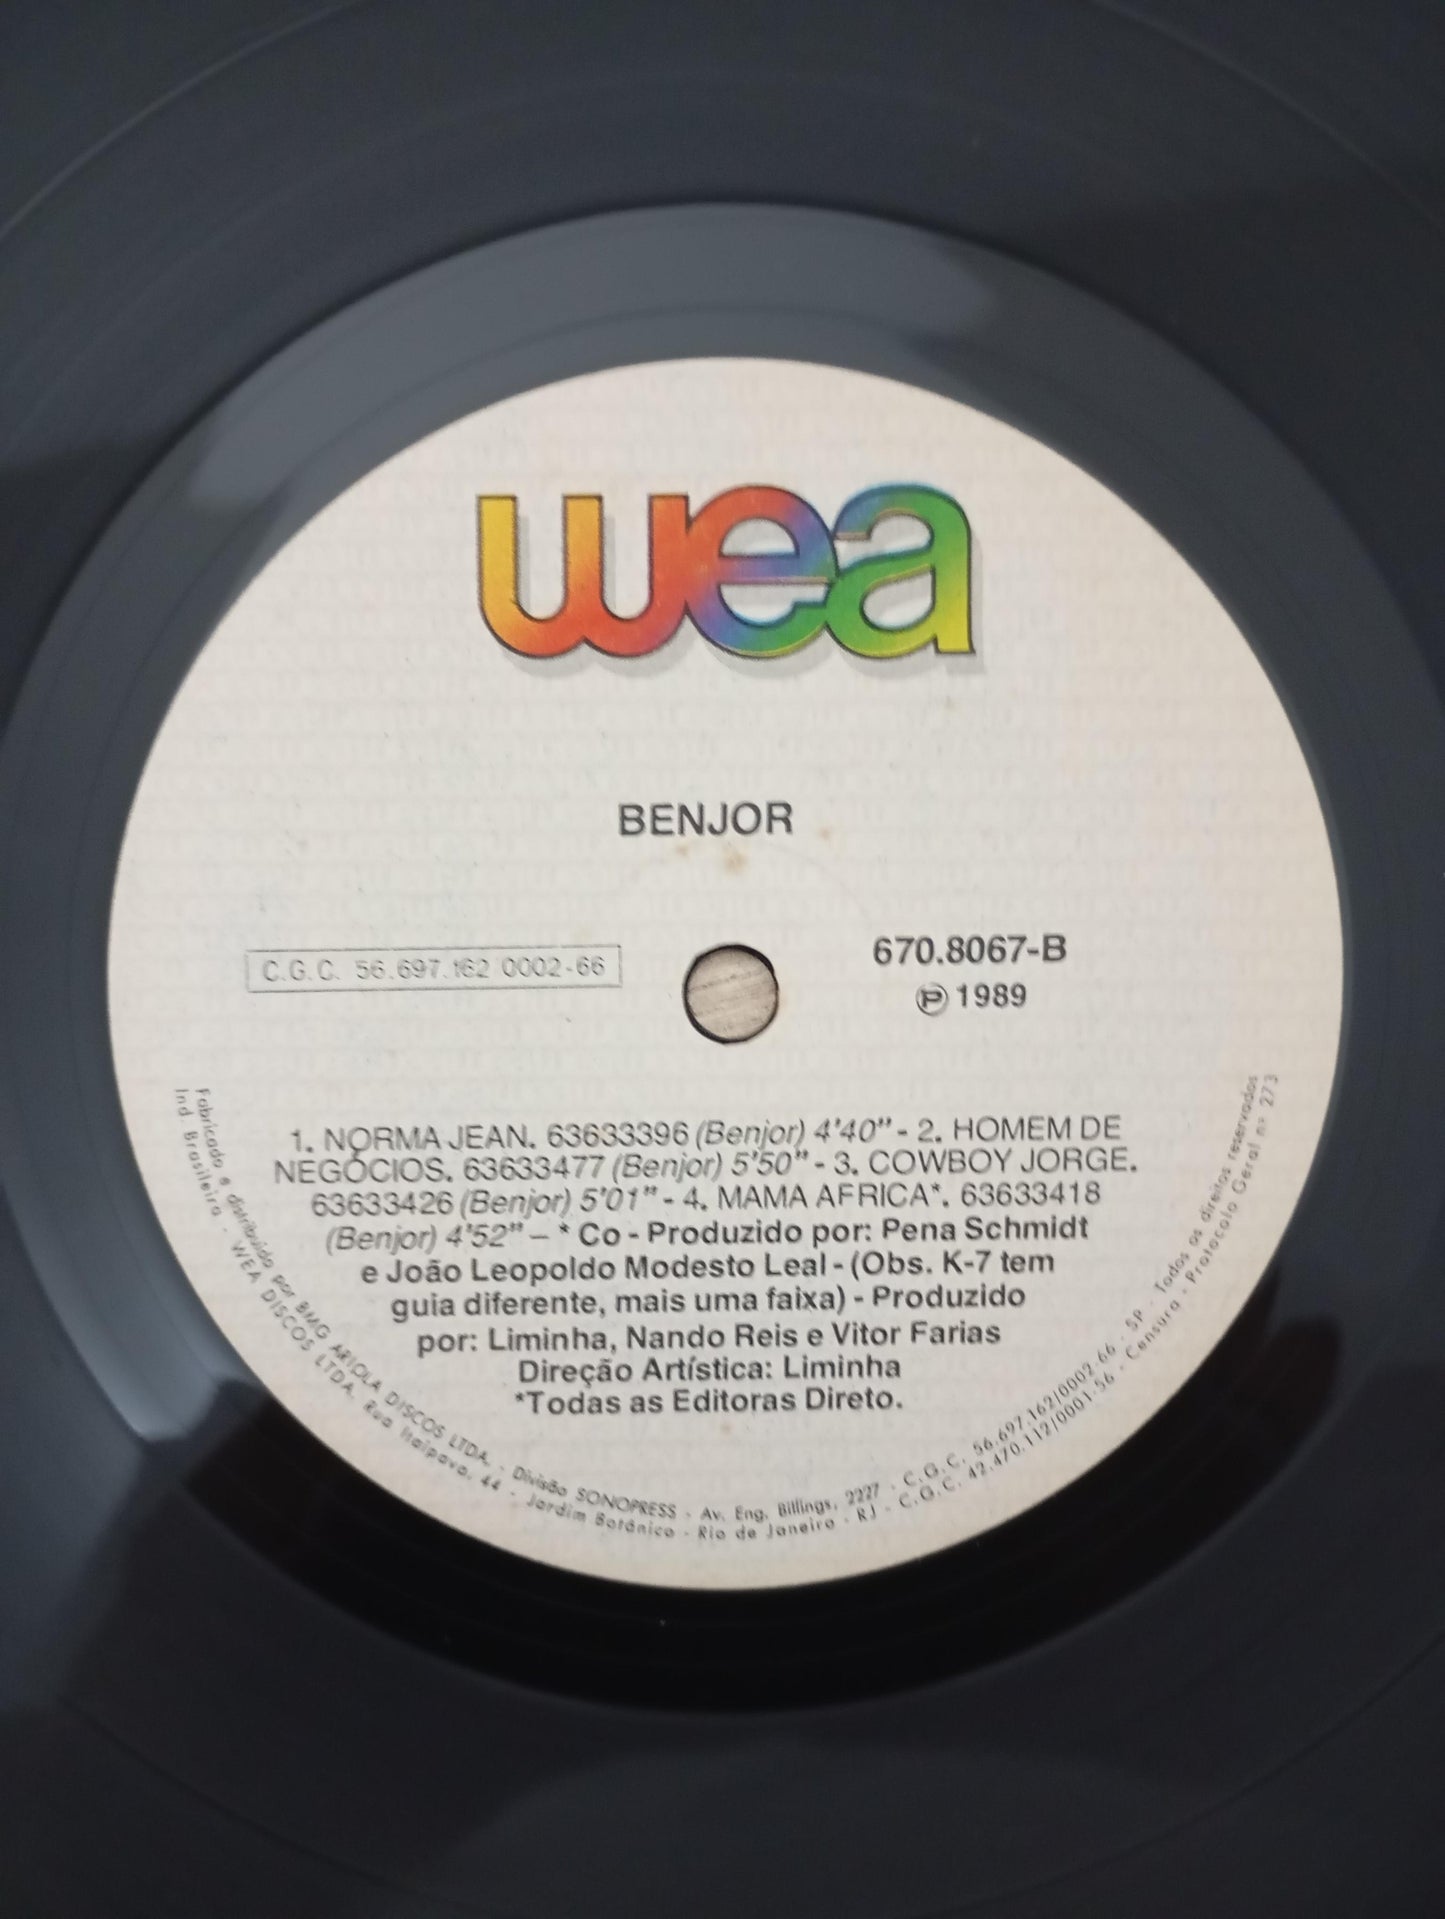 wea
BENJOR
C.G.C. 56.697.162 0002-66
670.8067-B
Ⓟ 1989
1. NORMA JEAN. 63633396 (Benjor) 4'40" - 2. HOMEM DE
NEGÓCIOS. 63633477 (Benjor) 5'50" - 3. COWBOY JORGE.
63633426 (Benjor) 5'01" - 4. MAMA AFRICA*. 63633418
(Benjor) 4'52" – * Co - Produzido por: Pena Schmidt
e João Leopoldo Modesto Leal - (Obs. K-7 tem
guia diferente, mais uma faixa) - Produzido
por: Liminha, Nando Reis e Vitor Farias
Direção Artística: Liminha
*Todas as Editoras Direto.
Fabricado e distribuído por BMG ARIOLA DISCOS LTDA. - Divisão SONOPRESS - Av. Eng. Billings, 2227 - C.G.C. 56.697.162/0002-66 - SP - Todos os direitos reservados
Ind. Brasileira - WEA DISCOS LTDA. Rua Itaipava, 44 - Jardim Botânico - Rio de Janeiro - RJ - C.G.C. 42.470.112/0001-56 - Censura - Protocolo Geral nº 273